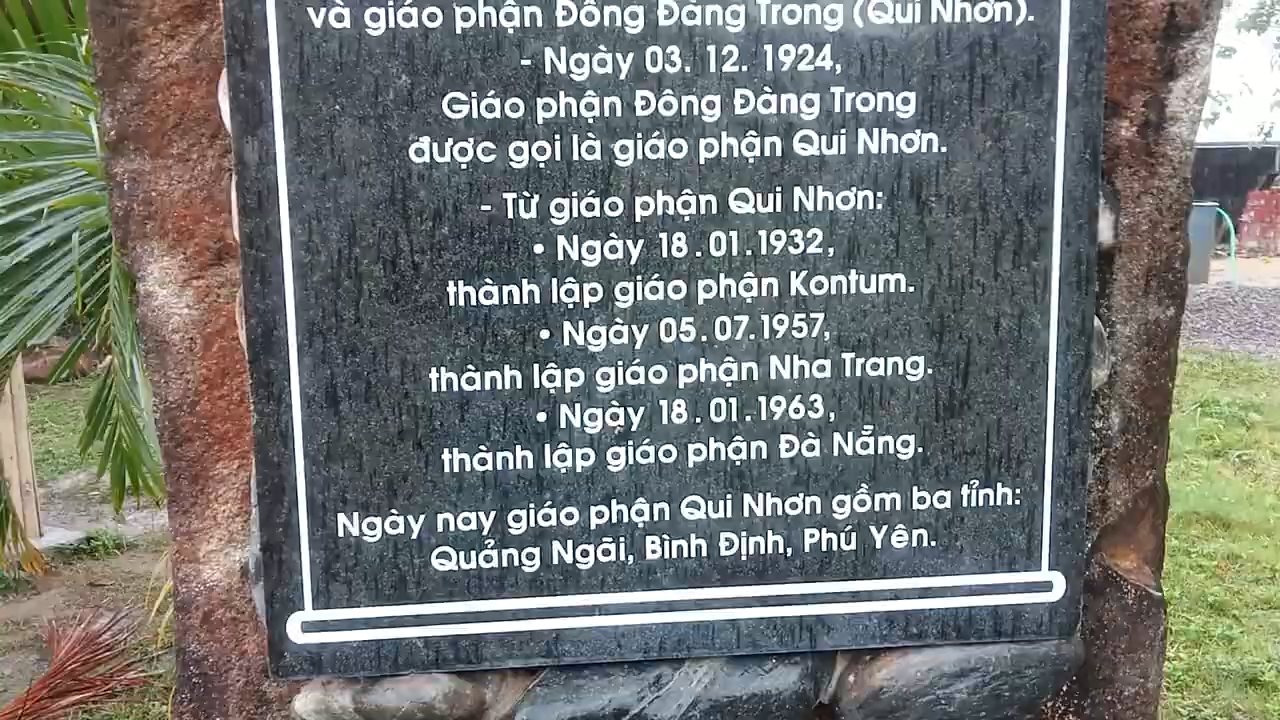 và giáo phận Đông Đàng Trong (Qui Nhơn).
- Ngày 03. 12. 1924,
Giáo phận Đông Đàng Trong
được gọi là giáo phận Qui Nhơn.
- Từ giáo phận Qui Nhơn:
• Ngày 18.01.1932,
thành lập giáo phận Kontum.
• Ngày 05.07.1957,
thành lập giáo phận Nha Trang.
• Ngày 18.01.1963,
thành lập giáo phận Đà Nẵng.
Ngày nay giáo phận Qui Nhơn gồm ba tỉnh:
Quảng Ngãi, Bình Định, Phú Yên.